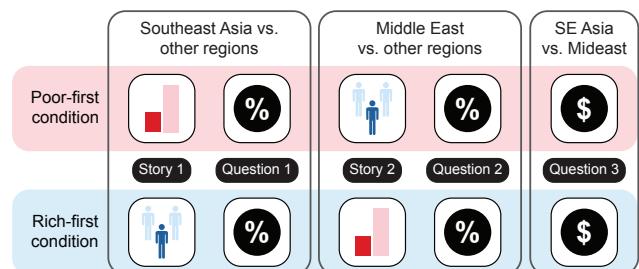 Southeast Asia vs.
other regions
Middle East
vs. other regions
SE Asia
vs. Mideast
Poor-first
condition
%
%
$
Story 1
Question 1
Story 2
Question 2
Question 3
Rich-first
condition
%
%
$